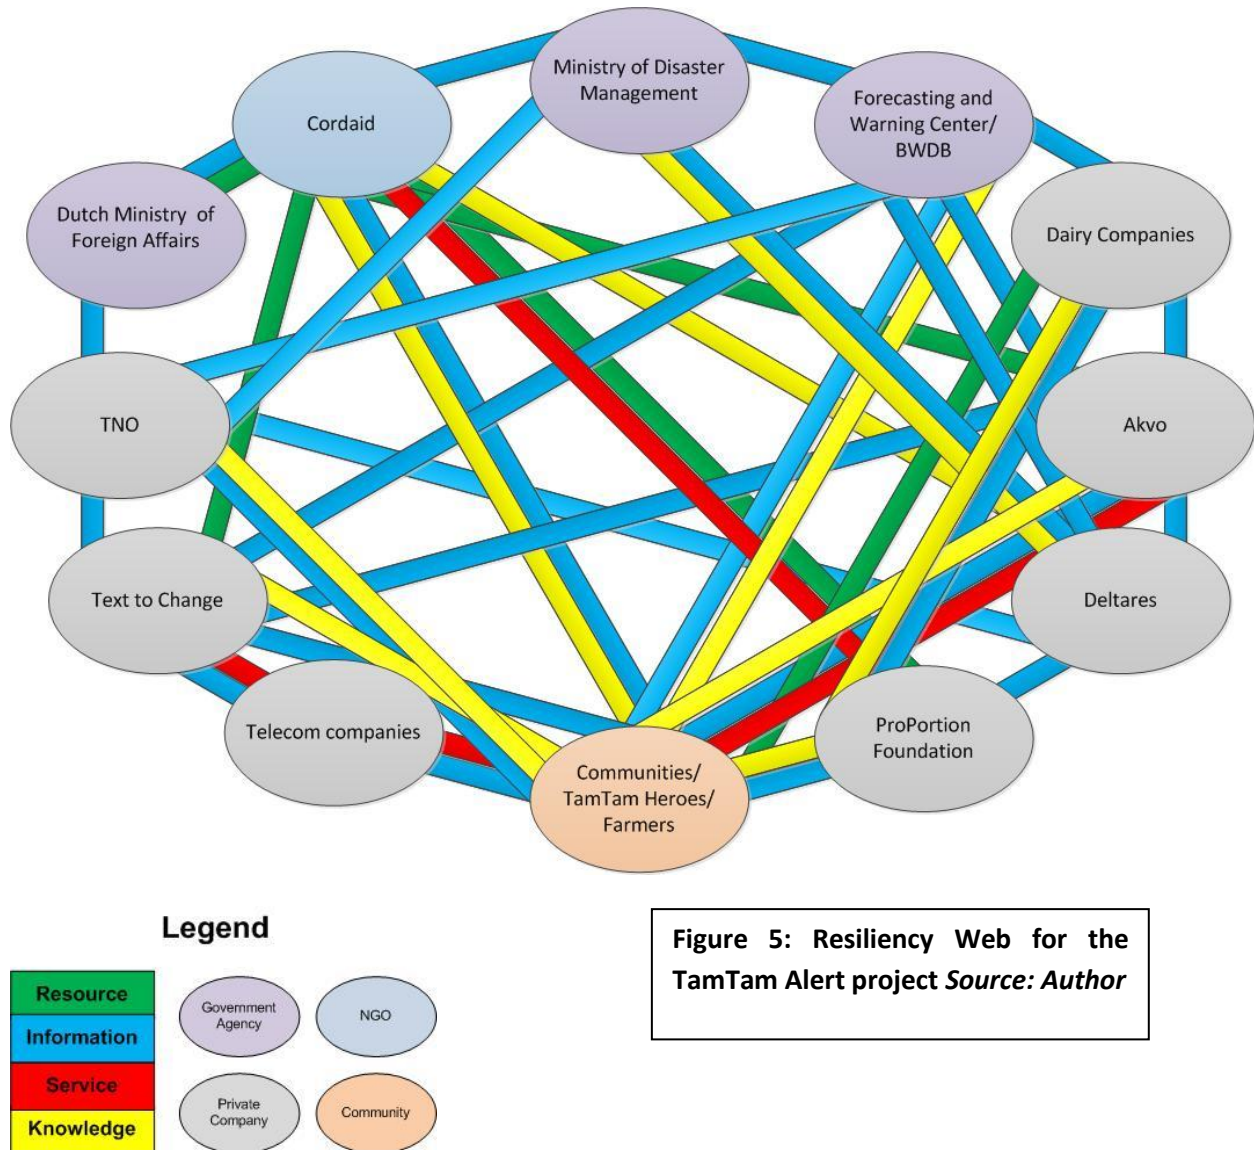 Ministry of Disaster
Management
Cordaid
Forecasting and
Warning Center/
BWDB
Dutch Ministry of
Foreign Affairs
Dairy Companies
TNO
Akvo
Text to Change
Deltares
Telecom companies
ProPortion
Foundation
Communities/
TamTam Heroes/
Farmers
Legend
Resource
Information
Service
Knowledge
Government
Agency
NGO
Private
Company
Community
Figure 5: Resiliency Web for the
TamTam Alert project Source: Author